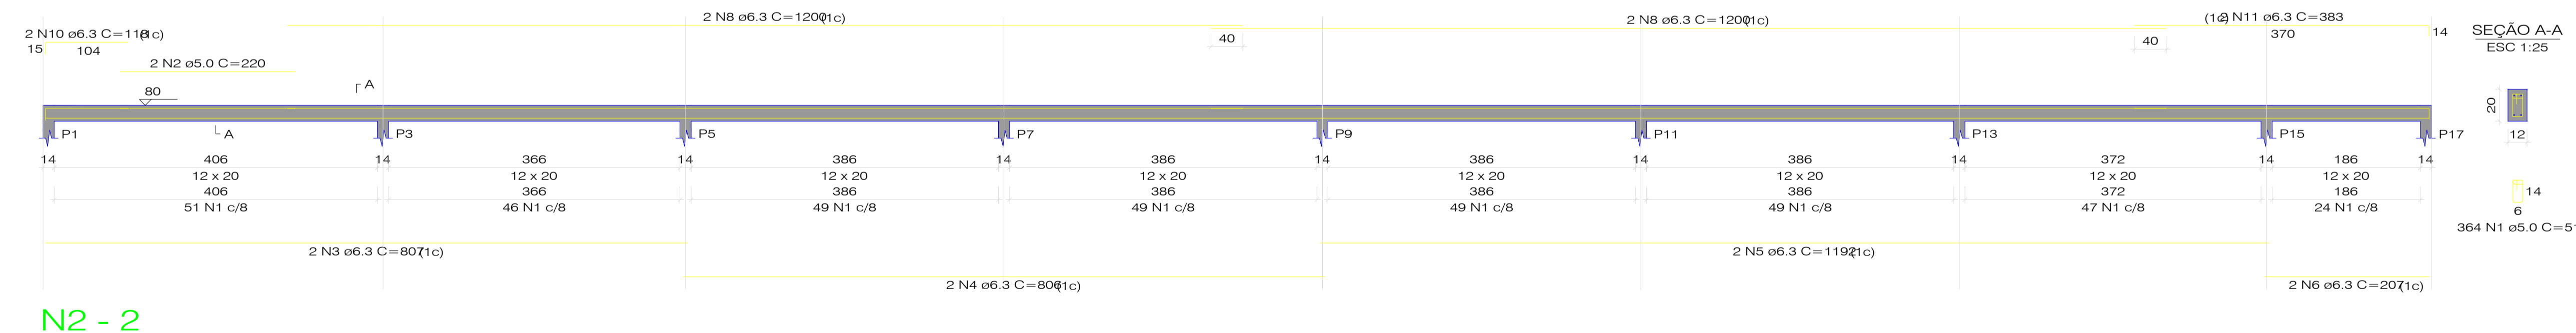 2 N8 ø6.3 C=1200 (1c)
2 N8 ø6.3 C=1200 (1c)
(1c) 2 N11 ø6.3 C=383
2 N10 ø6.3 C=118 (1c)
40
40
370
14
SEÇÃO A-A
ESC 1:25
15
104
2 N2 ø5.0 C=220
A
80
20
A
P1
P3
P5
P7
P9
P11
P13
P15
P17
12
14 406 14 366 14 386 14 386 14 386 14 386 14 372 14 186 14
12 x 20 12 x 20 12 x 20 12 x 20 12 x 20 12 x 20 12 x 20 12 x 20
406 366 386 386 386 386 372 186
14
51 N1 c/8 46 N1 c/8 49 N1 c/8 49 N1 c/8 49 N1 c/8 49 N1 c/8 47 N1 c/8 24 N1 c/8
6
364 N1 ø5.0 C=51
2 N3 ø6.3 C=807 (1c)
2 N5 ø6.3 C=1192 (1c)
2 N4 ø6.3 C=806 (1c)
2 N6 ø6.3 C=207 (1c)
N2 - 2